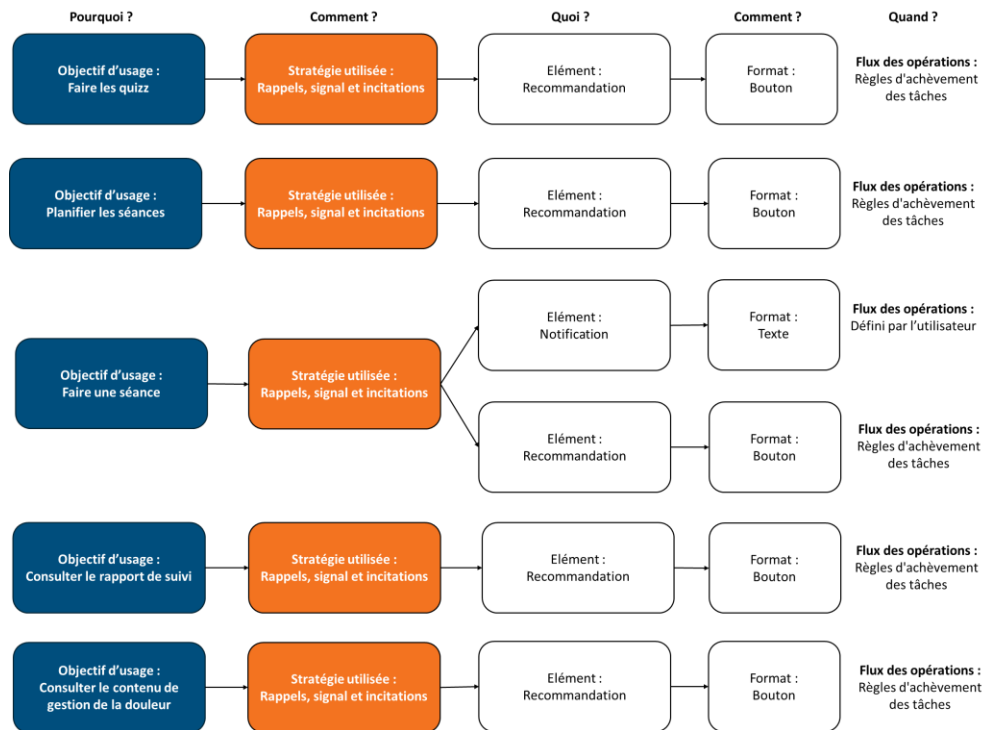 Pourquoi ?
Comment ?
Quoi ?
Comment ?
Quand ?
Objectif d'usage :
Faire les quizz
Stratégie utilisée :
Rappels, signal et incitations
Elément :
Recommandation
Format :
Bouton
Flux des opérations :
Règles d'achèvement
des tâches
Objectif d'usage :
Planifier les séances
Stratégie utilisée :
Rappels, signal et incitations
Elément :
Recommandation
Format :
Bouton
Flux des opérations :
Règles d'achèvement
des tâches
Objectif d'usage :
Faire une séance
Stratégie utilisée :
Rappels, signal et incitations
Elément :
Notification
Format :
Texte
Flux des opérations :
Défini par l'utilisateur
Elément :
Recommandation
Format :
Bouton
Flux des opérations :
Règles d'achèvement
des tâches
Objectif d'usage :
Consulter le rapport de suivi
Stratégie utilisée :
Rappels, signal et incitations
Elément :
Recommandation
Format :
Bouton
Flux des opérations :
Règles d'achèvement
des tâches
Objectif d'usage :
Consulter le contenu de
gestion de la douleur
Stratégie utilisée :
Rappels, signal et incitations
Elément :
Recommandation
Format :
Bouton
Flux des opérations :
Règles d'achèvement
des tâches